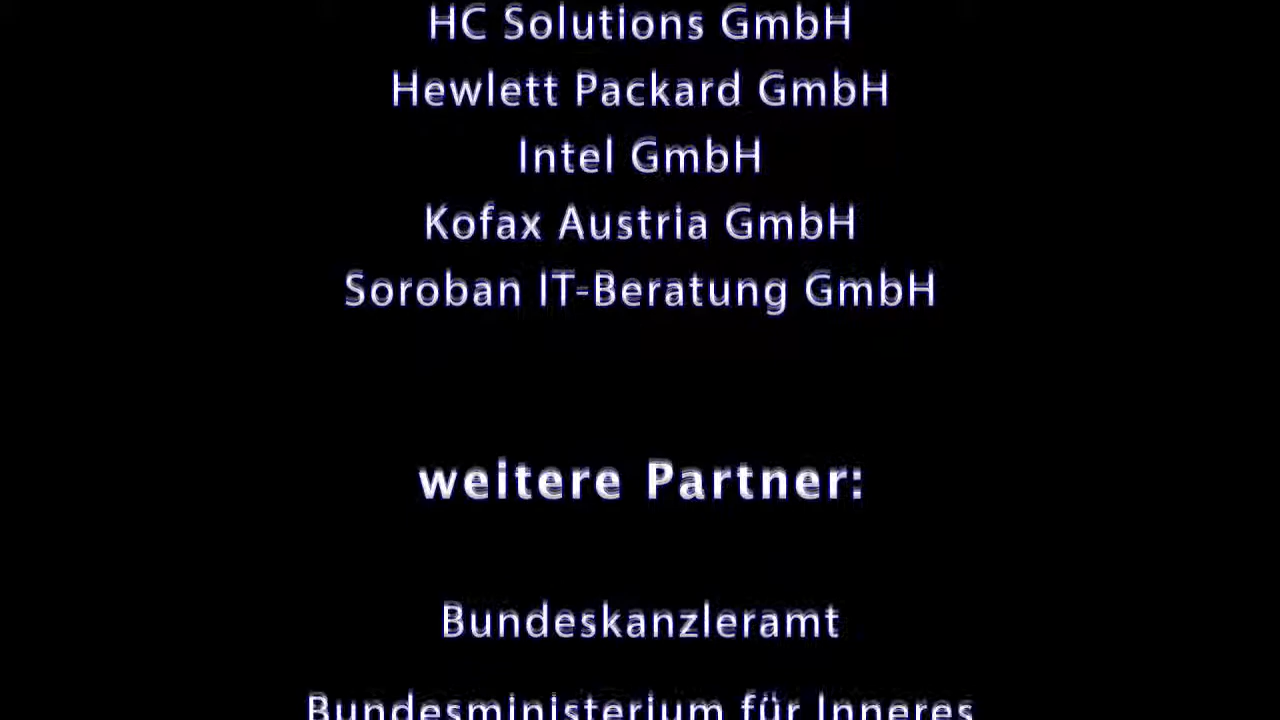 HC Solutions GmbH
Hewlett Packard GmbH
Intel GmbH
Kofax Austria GmbH
Soroban IT-Beratung GmbH
weitere Partner:
Bundeskanzleramt
Bundesministerium für Inneres